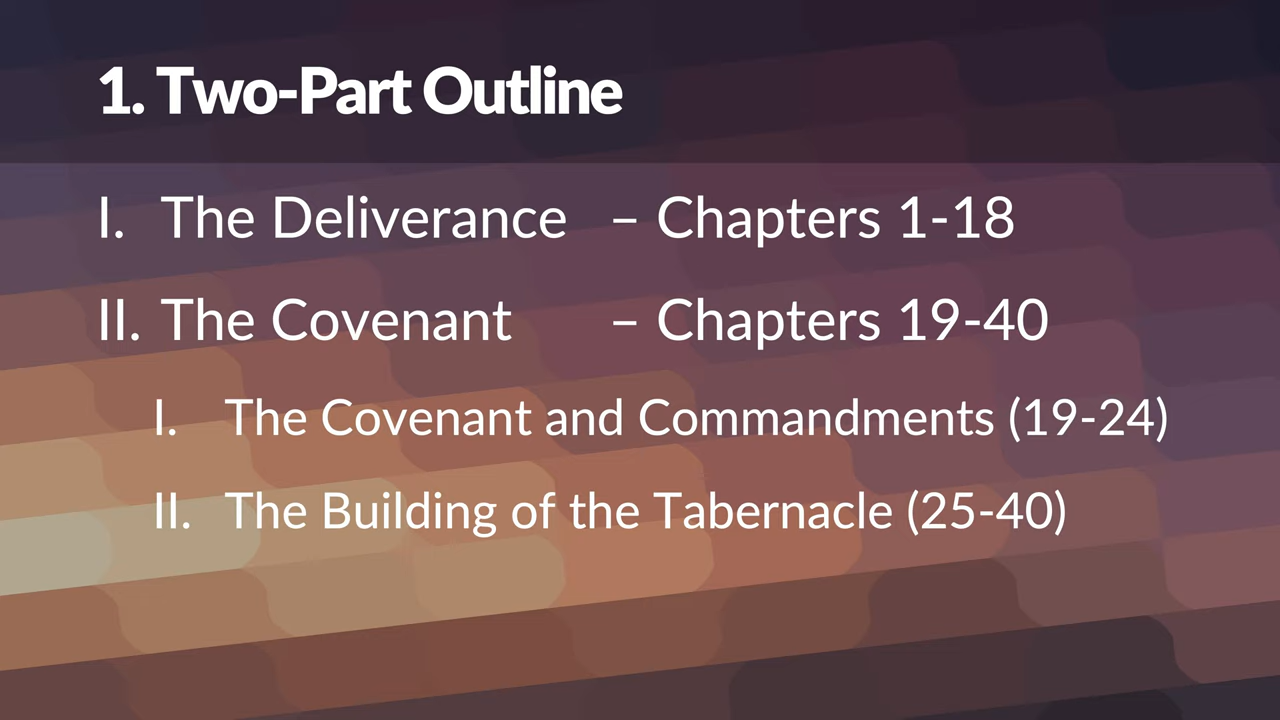 1. Two-Part Outline
I. The Deliverance – Chapters 1-18
II. The Covenant – Chapters 19-40
I. The Covenant and Commandments (19-24)
II. The Building of the Tabernacle (25-40)